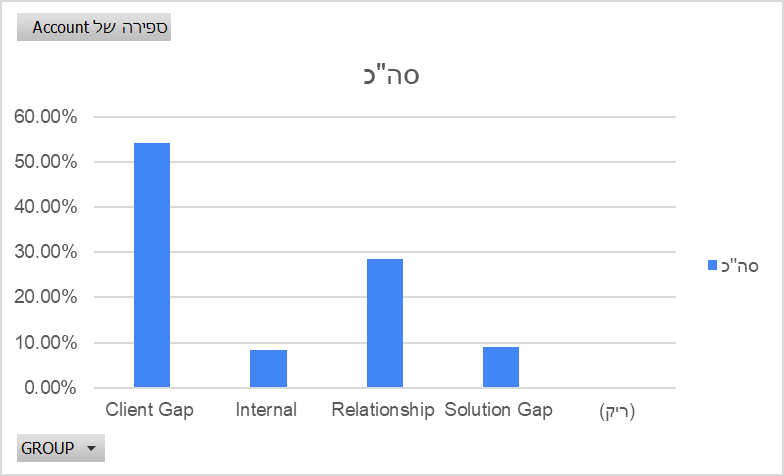 ספירה של Account
סה"כ
60.00%
50.00%
40.00%
30.00%
20.00%
10.00%
0.00%
Client Gap
Internal
Relationship
Solution Gap
(ריק)
סה"כ
GROUP